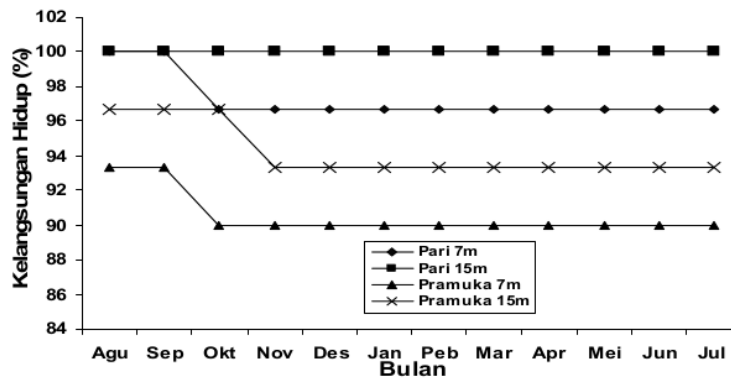 Kelangsungan Hidup (%)
102
100
98
96
94
92
90
88
86
84
Pari 7m
Pari 15m
Pramuka 7m
Pramuka 15m
Agu Sep Okt Nov Des Jan Peb Mar Apr Mei Jun Jul
Bulan